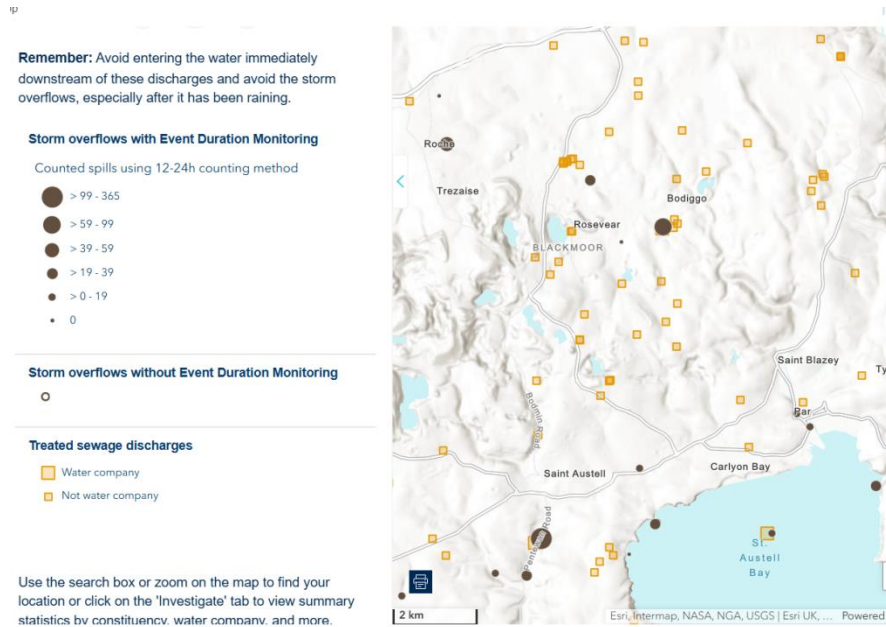 op
Remember: Avoid entering the water immediately
downstream of these discharges and avoid the storm
overflows, especially after it has been raining.
Storm overflows with Event Duration Monitoring
Counted spills using 12-24h counting method
> 99 - 365
> 59 - 99
> 39 - 59
> 19 - 39
> 0 - 19
0
Storm overflows without Event Duration Monitoring
Treated sewage discharges
Water company
Not water company
Use the search box or zoom on the map to find your
location or click on the 'Investigate' tab to view summary
statistics by constituency, water company, and more.
Roche
Trezaise
Bodiggo
Rosevear
BLACKMOOR
Saint Blazey
Ty
Par
Bodmin Road
Carlyon Bay
Saint Austell
Pentewan Road
St.
Austell
Bay
2 km
Esri, Intermap, NASA, NGA, USGS | Esri UK, ... Powered